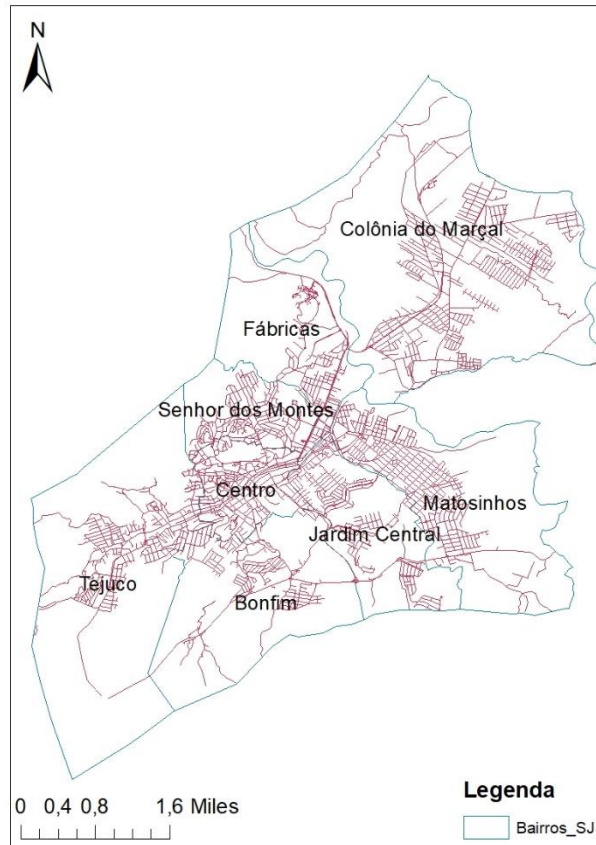 N
Colônia do Marçal
Fábricas
Senhor dos Montes
Centro
Matosinhos
Jardim Central
Tejuco
Bonfim
Legenda
0 0,4 0,8 1,6 Miles
Bairros_SJ